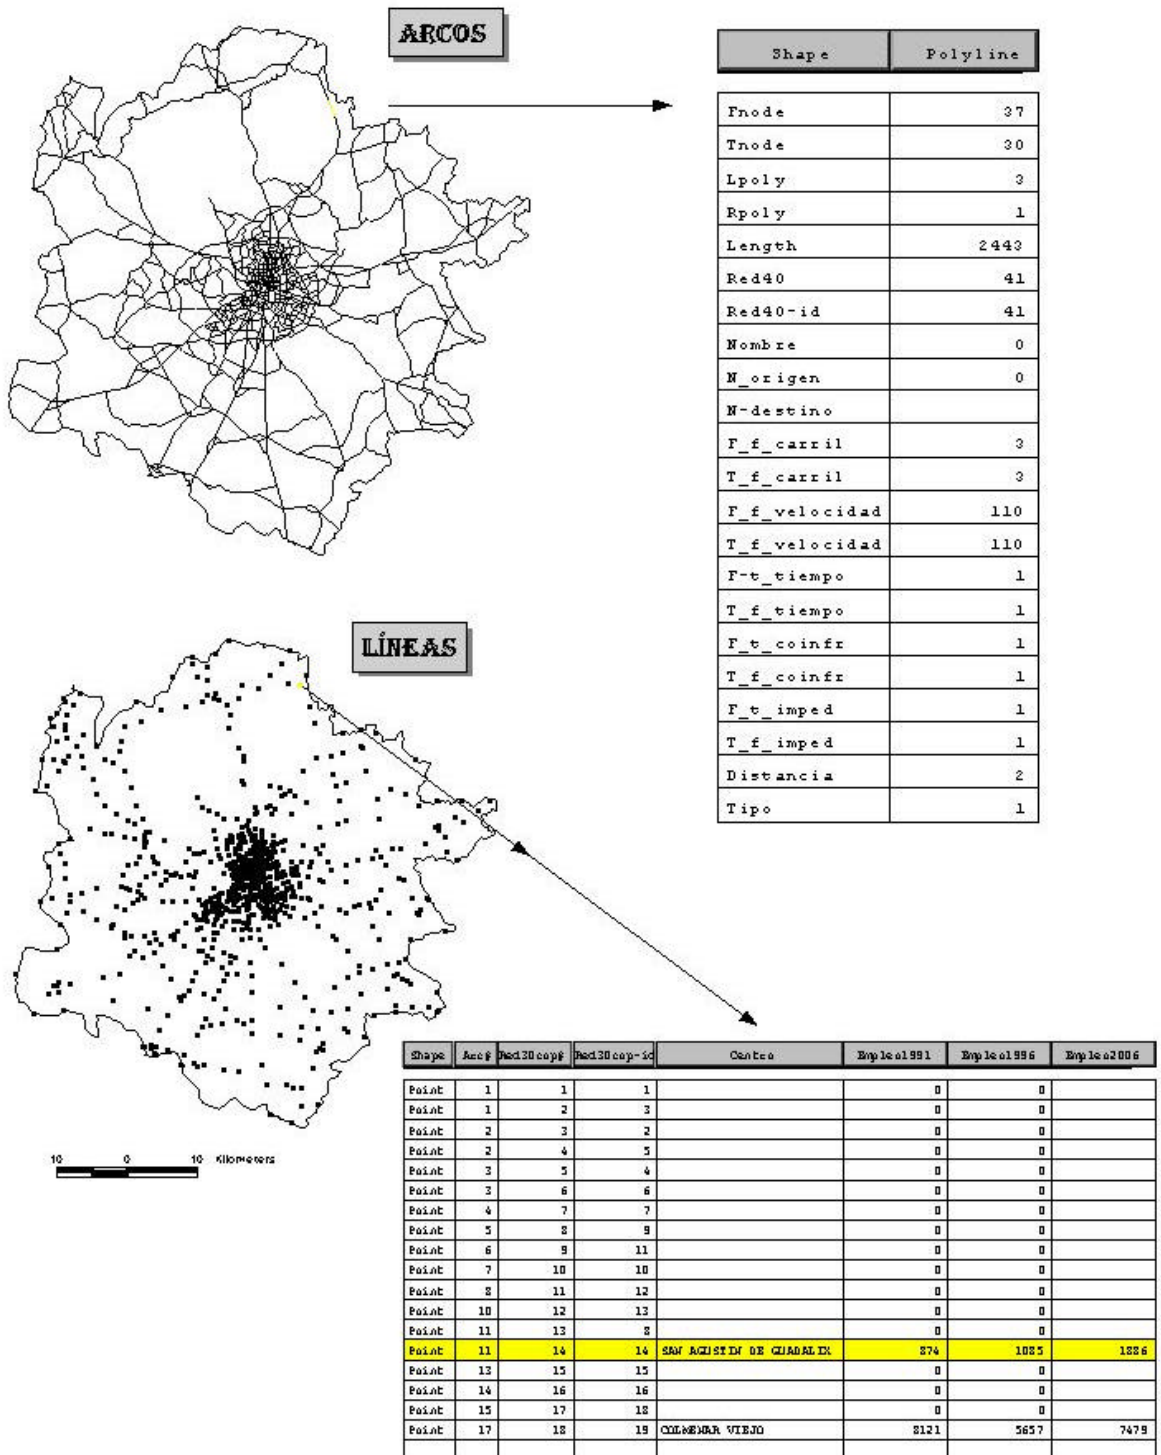 ARCOS
Shape Polyline
Fnode 37
Tnode 30
Lpoly 3
Rpoly 1
Length 2443
Red40 41
Red40-id 41
Nombre 0
N_origen 0
N-destino
F_f_carril 3
T_f_carril 3
F_f_velocidad 110
T_f_velocidad 110
F-t_tiempo 1
T_f_tiempo 1
F_t_coinfr 1
T_f_coinfr 1
F_t_imped 1
T_f_imped 1
Distancia 2
Tipo 1
LÍNEAS
10 0 10 Kilometers
Shape Arc# Red30cop# Red30cop-id Centro Empleo1991 Empleo1996 Empleo2006
Point 1 1 1 0 0
Point 1 2 3 0 0
Point 2 3 2 0 0
Point 2 4 5 0 0
Point 3 5 4 0 0
Point 3 6 6 0 0
Point 4 7 7 0 0
Point 5 8 9 0 0
Point 6 9 11 0 0
Point 7 10 10 0 0
Point 8 11 12 0 0
Point 10 12 13 0 0
Point 11 13 8 0 0
Point 11 14 14 SAN AGUSTIN DE GUADALIX 874 1085 1886
Point 13 15 15 0 0
Point 14 16 16 0 0
Point 15 17 18 0 0
Point 17 18 19 COLMENAR VIEJO 8121 5657 7479